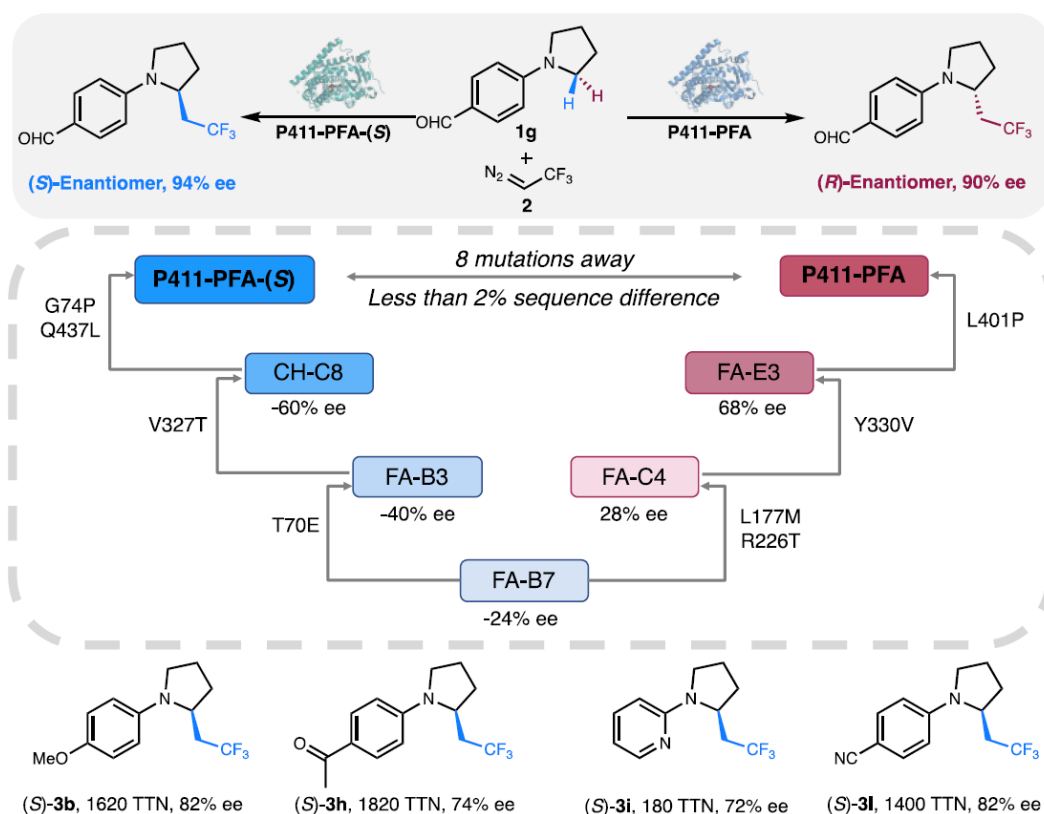 N
OHC
CF3
P411-PFA-(S)
(S)-Enantiomer, 94% ee
N
H
H
OHC
1g
+
N2
CF3
2
P411-PFA
N
OHC
CF3
(R)-Enantiomer, 90% ee
P411-PFA-(S)
8 mutations away
Less than 2% sequence difference
P411-PFA
G74P
Q437L
L401P
CH-C8
-60% ee
FA-E3
68% ee
V327T
Y330V
FA-B3
-40% ee
FA-C4
28% ee
T70E
L177M
R226T
FA-B7
-24% ee
N
MeO
CF3
(S)-3b, 1620 TTN, 82% ee
N
O
CF3
(S)-3h, 1820 TTN, 74% ee
N
N
CF3
(S)-3i, 180 TTN, 72% ee
N
NC
CF3
(S)-3l, 1400 TTN, 82% ee